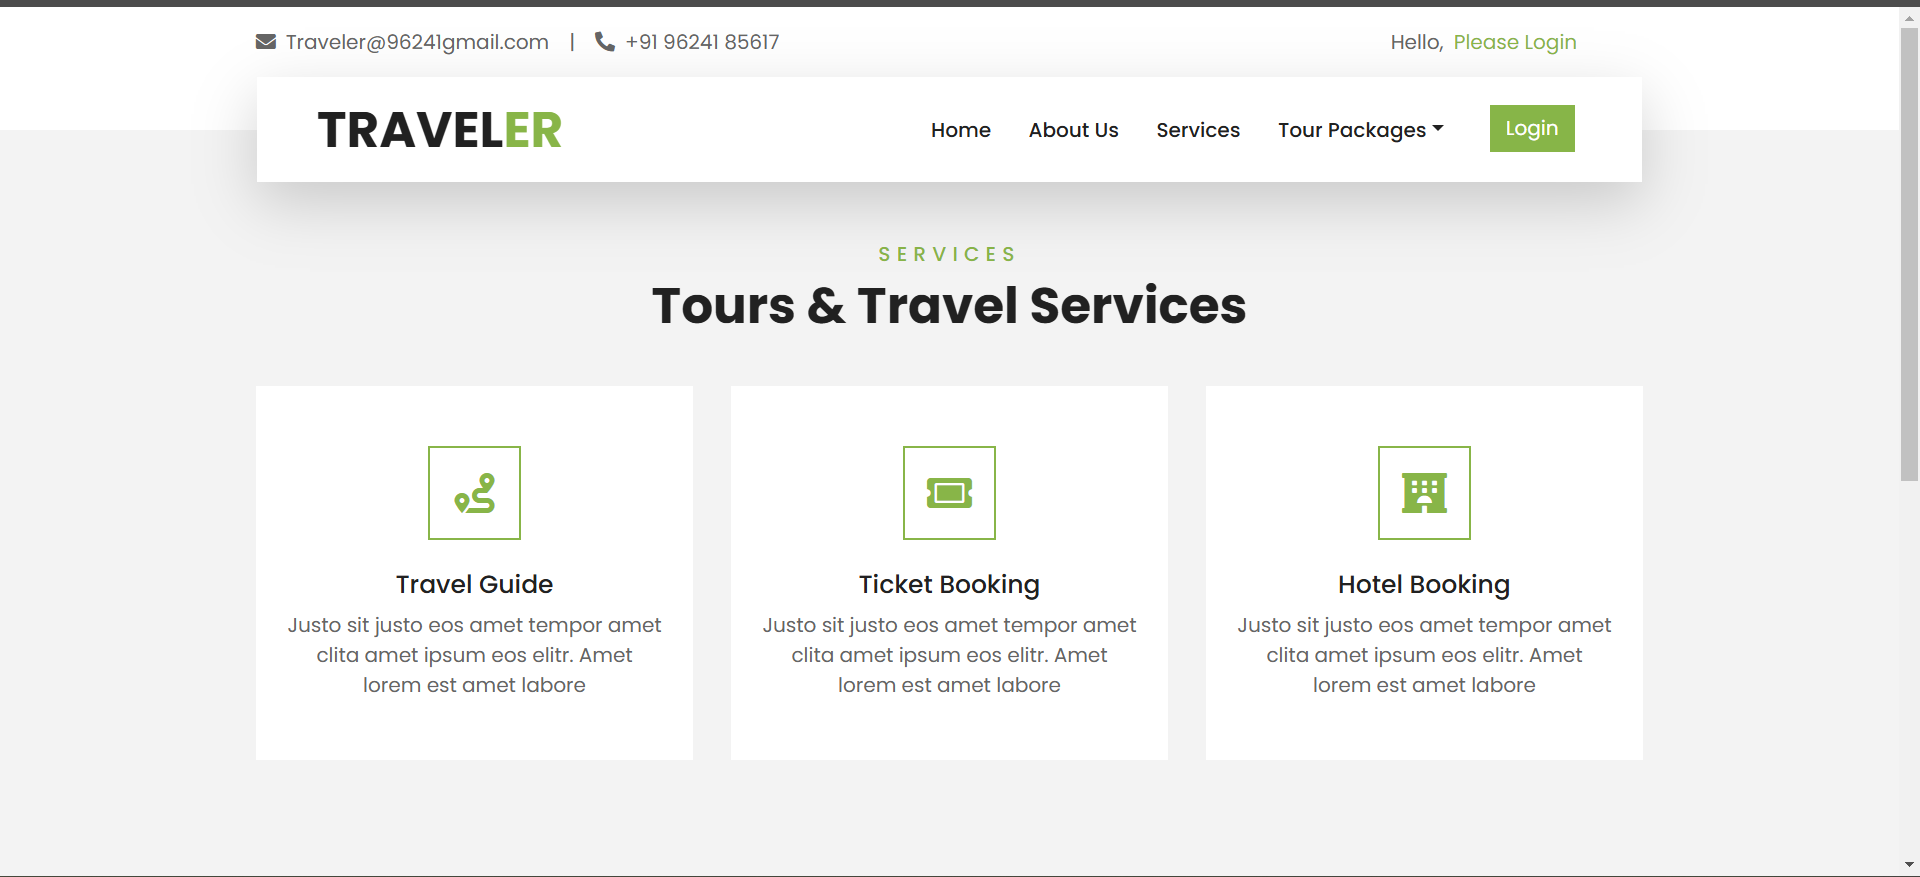 Traveler@96241gmail.com | +91 96241 85617
Hello, Please Login
TRAVELER
Home About Us Services Tour Packages Login
SERVICES
Tours & Travel Services
Travel Guide
Justo sit justo eos amet tempor amet
clita amet ipsum eos elitr. Amet
lorem est amet labore
Ticket Booking
Justo sit justo eos amet tempor amet
clita amet ipsum eos elitr. Amet
lorem est amet labore
Hotel Booking
Justo sit justo eos amet tempor amet
clita amet ipsum eos elitr. Amet
lorem est amet labore